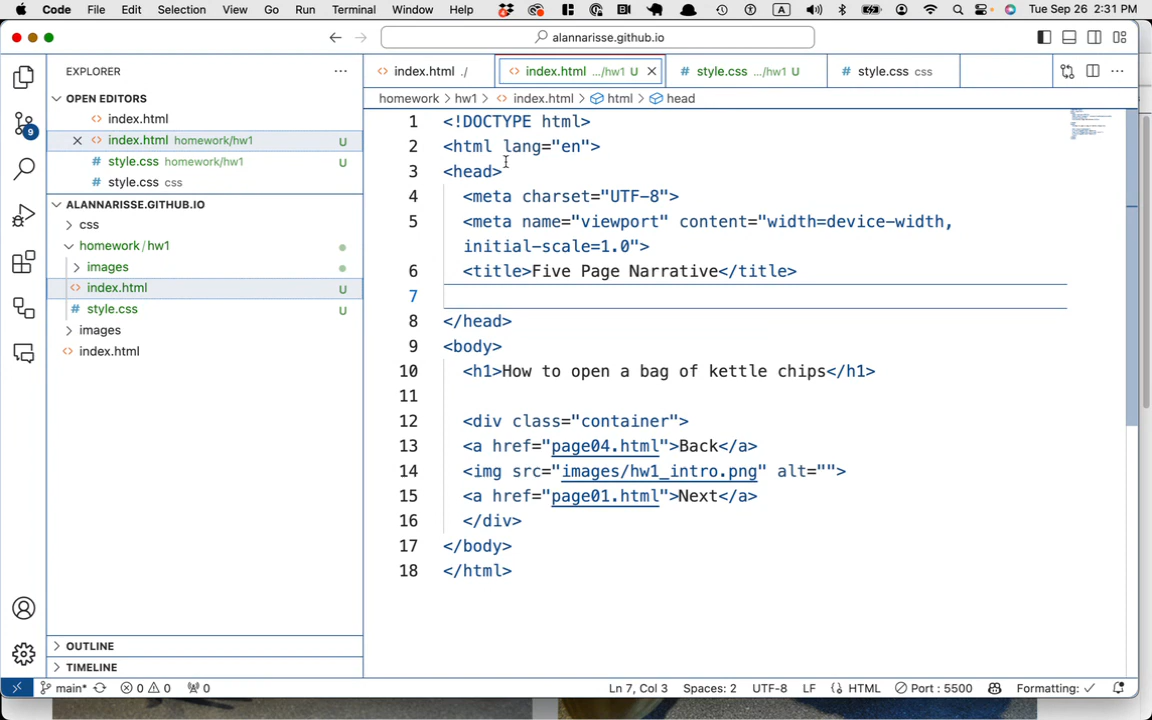 Code File Edit Selection View Go Run Terminal Window Help A Tue Sep 26 2:31 PM
alannarisse.github.io
EXPLORER
index.html ./
index.html .../hw1 U
style.css .../hw1 U
style.css css
OPEN EDITORS
index.html
index.html homework/hw1 U
style.css homework/hw1 U
style.css css
ALANNARISSE.GITHUB.IO
css
homework/hw1
images
index.html U
style.css U
images
index.html
9
homework > hw1 > index.html > html > head
1 <!DOCTYPE html>
2 <html lang="en">
3 <head>
4 <meta charset="UTF-8">
5 <meta name="viewport" content="width=device-width,
initial-scale=1.0">
6 <title>Five Page Narrative</title>
7
8 </head>
9 <body>
10 <h1>How to open a bag of kettle chips</h1>
11
12 <div class="container">
13 <a href="page04.html">Back</a>
14 <img src="images/hw1_intro.png" alt="">
15 <a href="page01.html">Next</a>
16 </div>
17 </body>
18 </html>
OUTLINE
TIMELINE
main* 0 0 0 Ln 7, Col 3 Spaces: 2 UTF-8 LF HTML Port : 5500 Formatting: